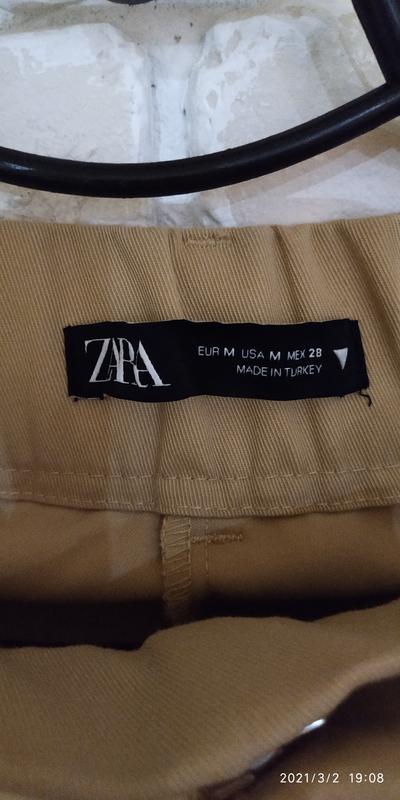 ZARA
EUR M USA M MEX 28
MADE IN TURKEY
2021/3/2 19:08